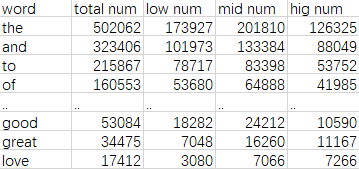 word total num low num mid num hig num
the 502062 173927 201810 126325
and 323406 101973 133384 88049
to 215867 78717 83398 53752
of 160553 53680 64888 41985
.. .. .. .. ..
good 53084 18282 24212 10590
great 34475 7048 16260 11167
love 17412 3080 7066 7266